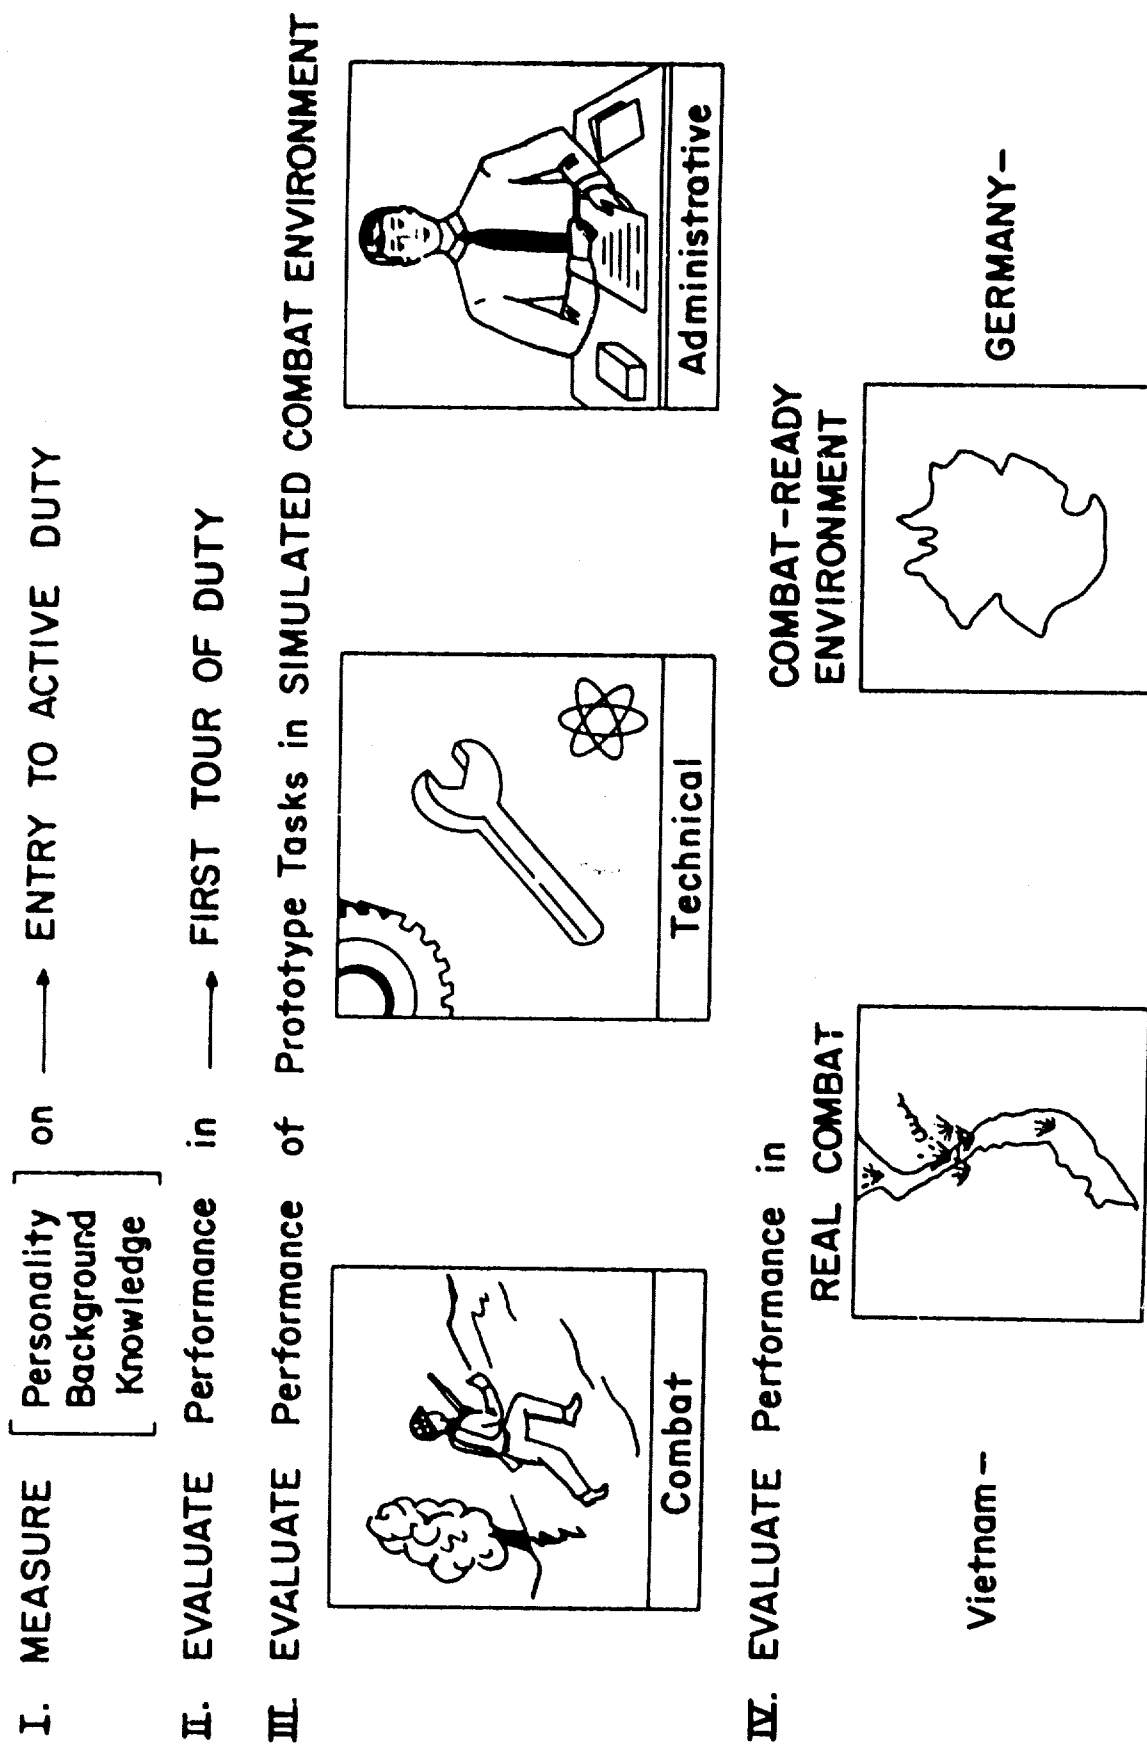 I. MEASURE [Personality Background Knowledge] on → ENTRY TO ACTIVE DUTY
II. EVALUATE Performance in → FIRST TOUR OF DUTY
III. EVALUATE Performance of Prototype Tasks in SIMULATED COMBAT ENVIRONMENT
Combat
Technical
Administrative
IV. EVALUATE Performance in
REAL COMBAT
Vietnam-
COMBAT-READY
ENVIRONMENT
GERMANY-